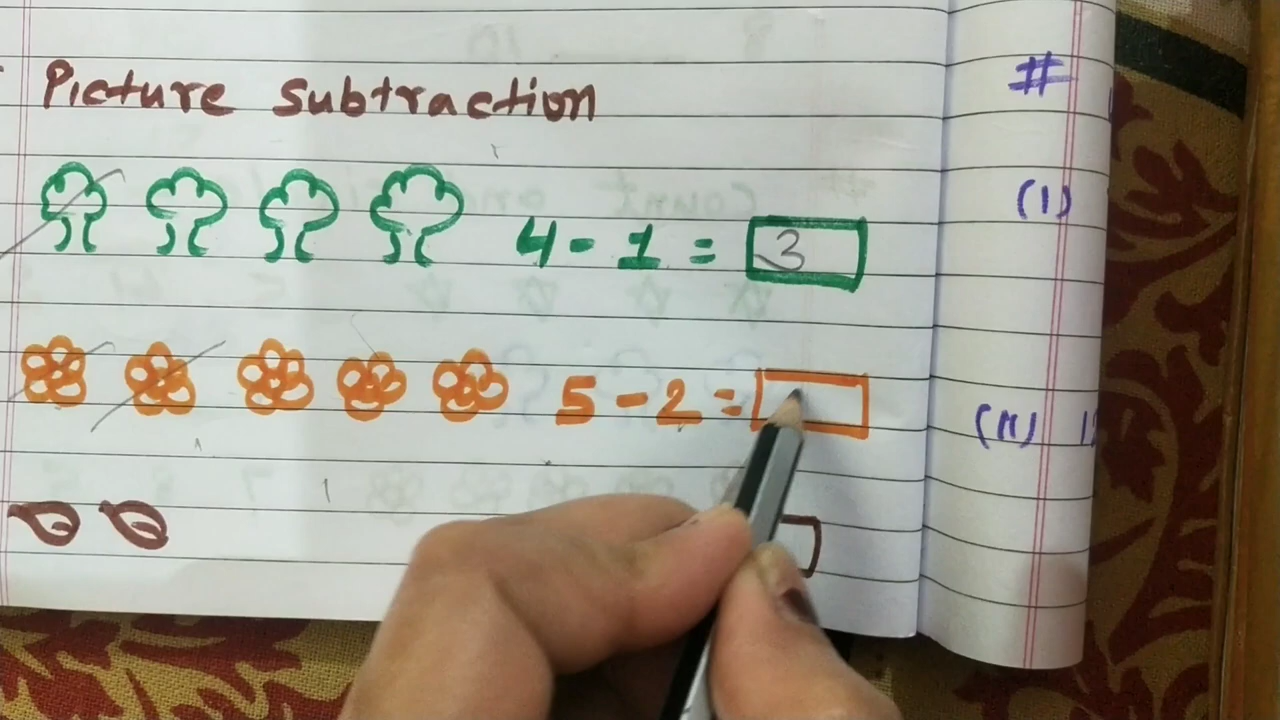 Picture subtraction
#
(I)
4 - 1 = 3
5 - 2 =
(II)